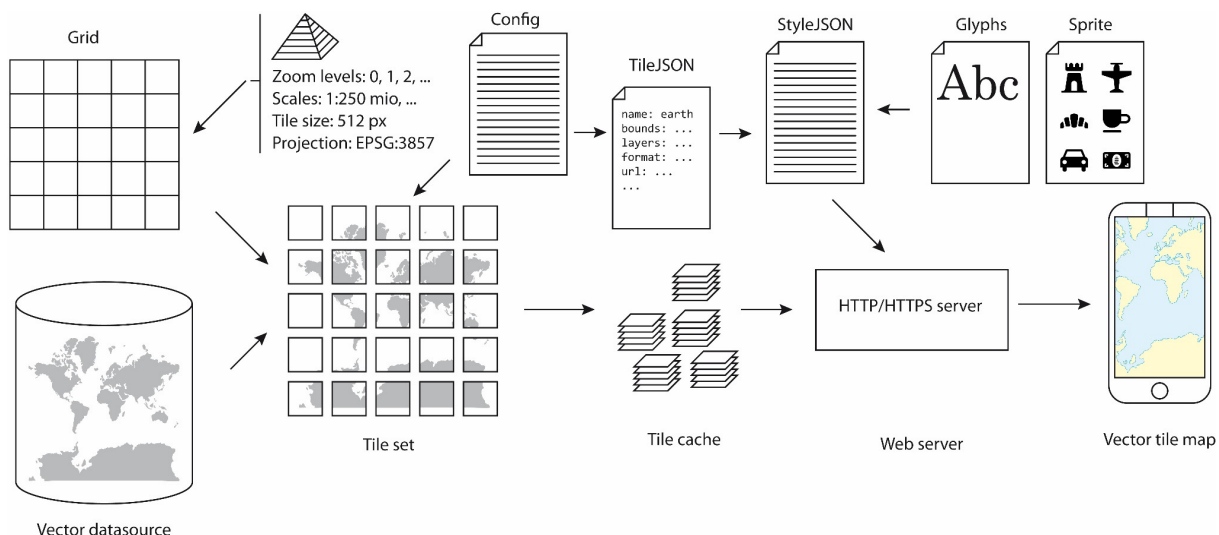 Grid
Zoom levels: 0, 1, 2, ...
Scales: 1:250 mio, ...
Tile size: 512 px
Projection: EPSG:3857
Config
TileJSON
name: earth
bounds: ...
layers: ...
format: ...
url: ...
...
StyleJSON
Glyphs
Abc
Sprite
HTTP/HTTPS server
Tile set
Tile cache
Web server
Vector tile map
Vector datasource